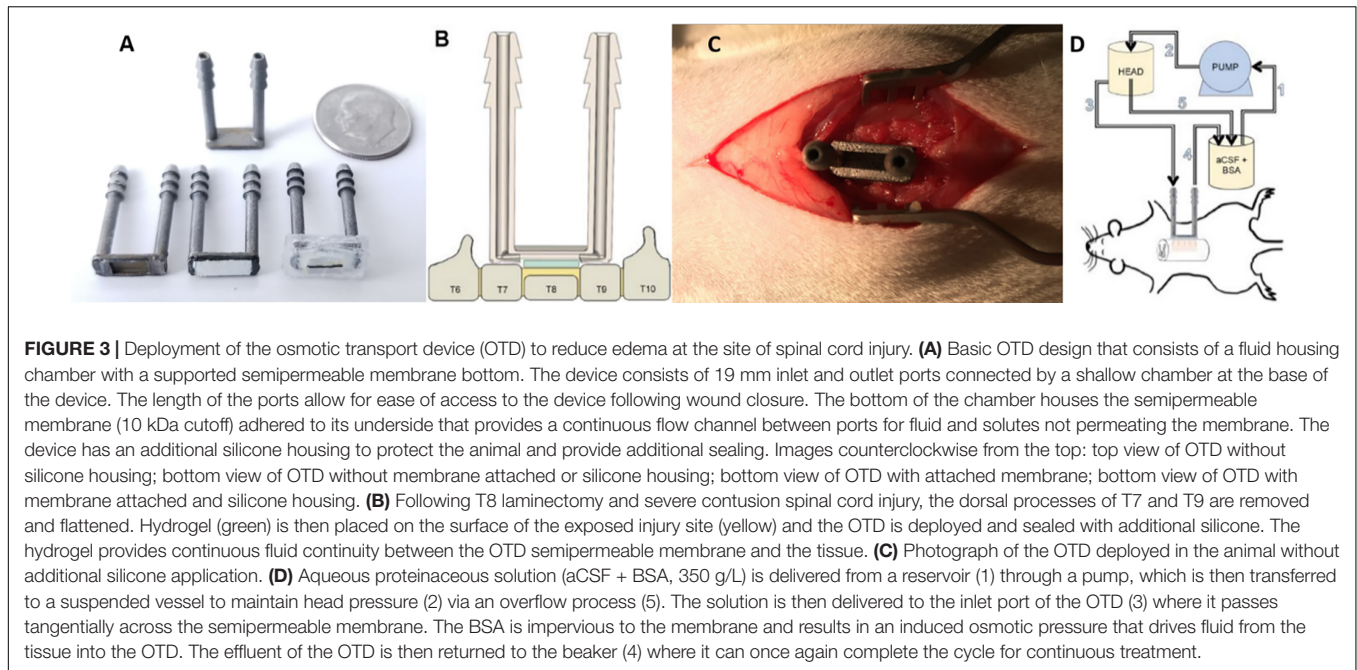 A
B
C
D
HEAD
PUMP
2
1
3
5
4
aCSF +
BSA
T6
T7
T8
T9
T10
FIGURE 3 | Deployment of the osmotic transport device (OTD) to reduce edema at the site of spinal cord injury. (A) Basic OTD design that consists of a fluid housing
chamber with a supported semipermeable membrane bottom. The device consists of 19 mm inlet and outlet ports connected by a shallow chamber at the base of
the device. The length of the ports allow for ease of access to the device following wound closure. The bottom of the chamber houses the semipermeable
membrane (10 kDa cutoff) adhered to its underside that provides a continuous flow channel between ports for fluid and solutes not permeating the membrane. The
device has an additional silicone housing to protect the animal and provide additional sealing. Images counterclockwise from the top: top view of OTD without
silicone housing; bottom view of OTD without membrane attached or silicone housing; bottom view of OTD with attached membrane; bottom view of OTD with
membrane attached and silicone housing. (B) Following T8 laminectomy and severe contusion spinal cord injury, the dorsal processes of T7 and T9 are removed
and flattened. Hydrogel (green) is then placed on the surface of the exposed injury site (yellow) and the OTD is deployed and sealed with additional silicone. The
hydrogel provides continuous fluid continuity between the OTD semipermeable membrane and the tissue. (C) Photograph of the OTD deployed in the animal without
additional silicone application. (D) Aqueous proteinaceous solution (aCSF + BSA, 350 g/L) is delivered from a reservoir (1) through a pump, which is then transferred
to a suspended vessel to maintain head pressure (2) via an overflow process (5). The solution is then delivered to the inlet port of the OTD (3) where it passes
tangentially across the semipermeable membrane. The BSA is impervious to the membrane and results in an induced osmotic pressure that drives fluid from the
tissue into the OTD. The effluent of the OTD is then returned to the beaker (4) where it can once again complete the cycle for continuous treatment.